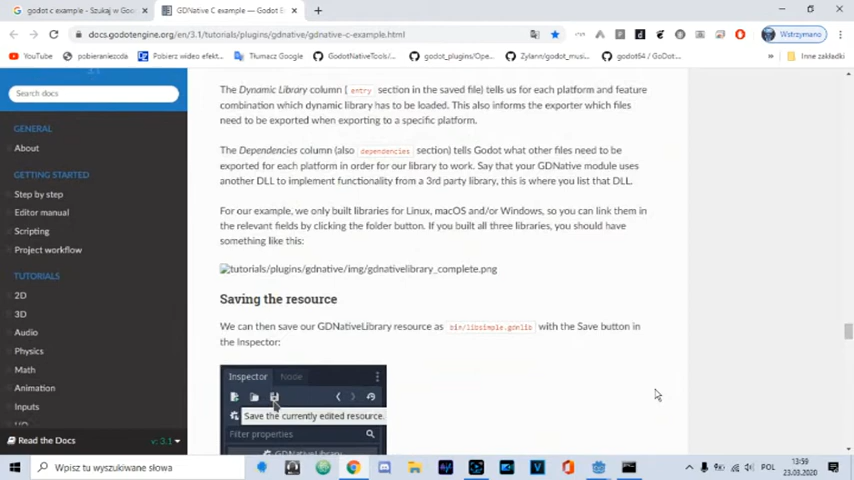 godot c example - Szukaj w Goo
GDNative C example — Godot E
docs.godotengine.org/en/3.1/tutorials/plugins/gdnative/gdnative-c-example.html
Wstrzymano
YouTube
pobieraniezcda
Pobierz wideo efekt...
Tłumacz Google
GodotNativeTools/...
godot_plugins/Ope...
Zylann/godot_musi...
godot64 / GoDot...
Inne zakładki
3.1
Search docs
GENERAL
About
GETTING STARTED
Step by step
Editor manual
Scripting
Project workflow
TUTORIALS
2D
3D
Audio
Physics
Math
Animation
Inputs
I/O
Read the Docs
v: 3.1
The Dynamic Library column ( entry section in the saved file) tells us for each platform and feature
combination which dynamic library has to be loaded. This also informs the exporter which files
need to be exported when exporting to a specific platform.
The Dependencies column (also dependencies section) tells Godot what other files need to be
exported for each platform in order for our library to work. Say that your GDNative module uses
another DLL to implement functionality from a 3rd party library, this is where you list that DLL.
For our example, we only built libraries for Linux, macOS and/or Windows, so you can link them in
the relevant fields by clicking the folder button. If you built all three libraries, you should have
something like this:
tutorials/plugins/gdnative/img/gdnativelibrary_complete.png
Saving the resource
We can then save our GDNativeLibrary resource as bin/libsimple.gdnlib with the Save button in
the Inspector:
Inspector
Node
Save the currently edited resource.
Filter properties
GDNativeLibrary
Wpisz tu wyszukiwane słowa
POL
13:59
23.03.2020